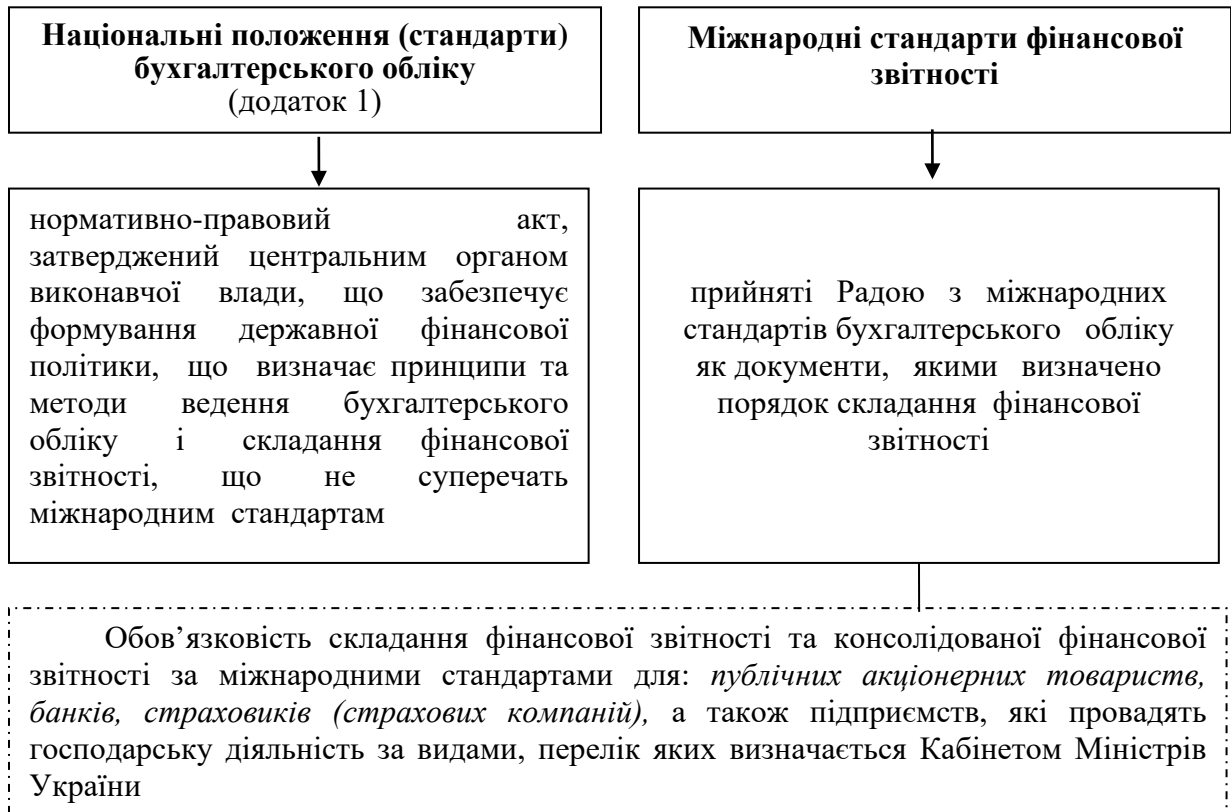 Національні положення (стандарти)
бухгалтерського обліку
(додаток 1)
Міжнародні стандарти фінансової
звітності
нормативно-правовий акт,
затверджений центральним органом
виконавчої влади, що забезпечує
формування державної фінансової
політики, що визначає принципи та
методи ведення бухгалтерського
обліку і складання фінансової
звітності, що не суперечать
міжнародним стандартам
прийняті Радою з міжнародних
стандартів бухгалтерського обліку
як документи, якими визначено
порядок складання фінансової
звітності
Обов’язковість складання фінансової звітності та консолідованої фінансової
звітності за міжнародними стандартами для: публічних акціонерних товариств,
банків, страховиків (страхових компаній), а також підприємств, які провадять
господарську діяльність за видами, перелік яких визначається Кабінетом Міністрів
України